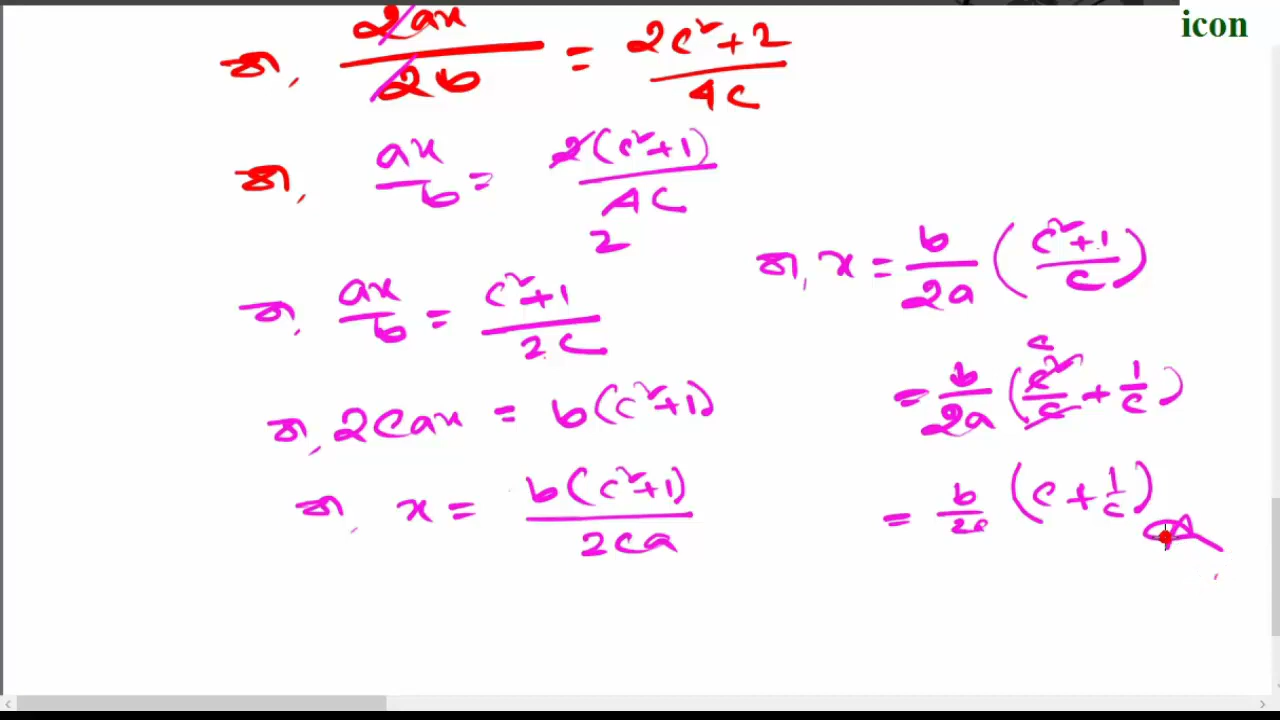 icon
বা, 2ax/2b = (2c²+2)/4c
বা, ax/b = 2(c²+1)/4c
2
বা, ax/b = (c²+1)/2c
বা, 2cax = b(c²+1)
বা, x = b(c²+1)/2ca
বা, x = b/2a ((c²+1)/c)
c
= b/2a (c²/c + 1/c)
= b/2a (c + 1/c)